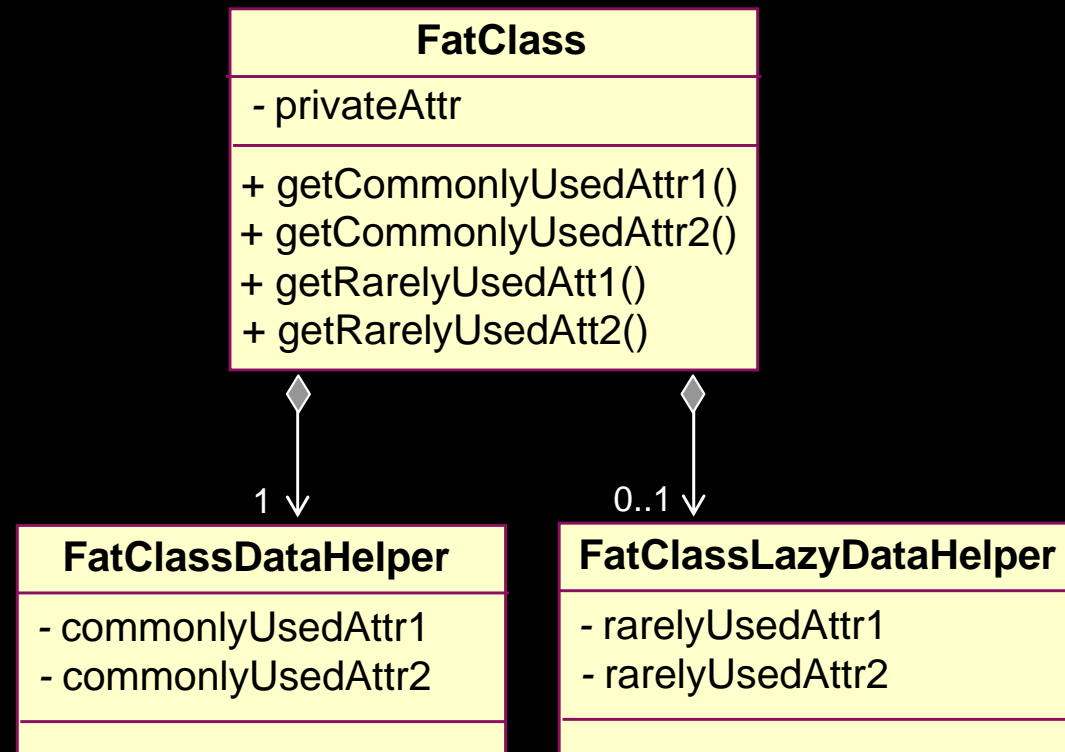 FatClass
- privateAttr
+ getCommonlyUsedAttr1()
+ getCommonlyUsedAttr2()
+ getRarelyUsedAtt1()
+ getRarelyUsedAtt2()
1
0..1
FatClassDataHelper
- commonlyUsedAttr1
- commonlyUsedAttr2
FatClassLazyDataHelper
- rarelyUsedAttr1
- rarelyUsedAttr2